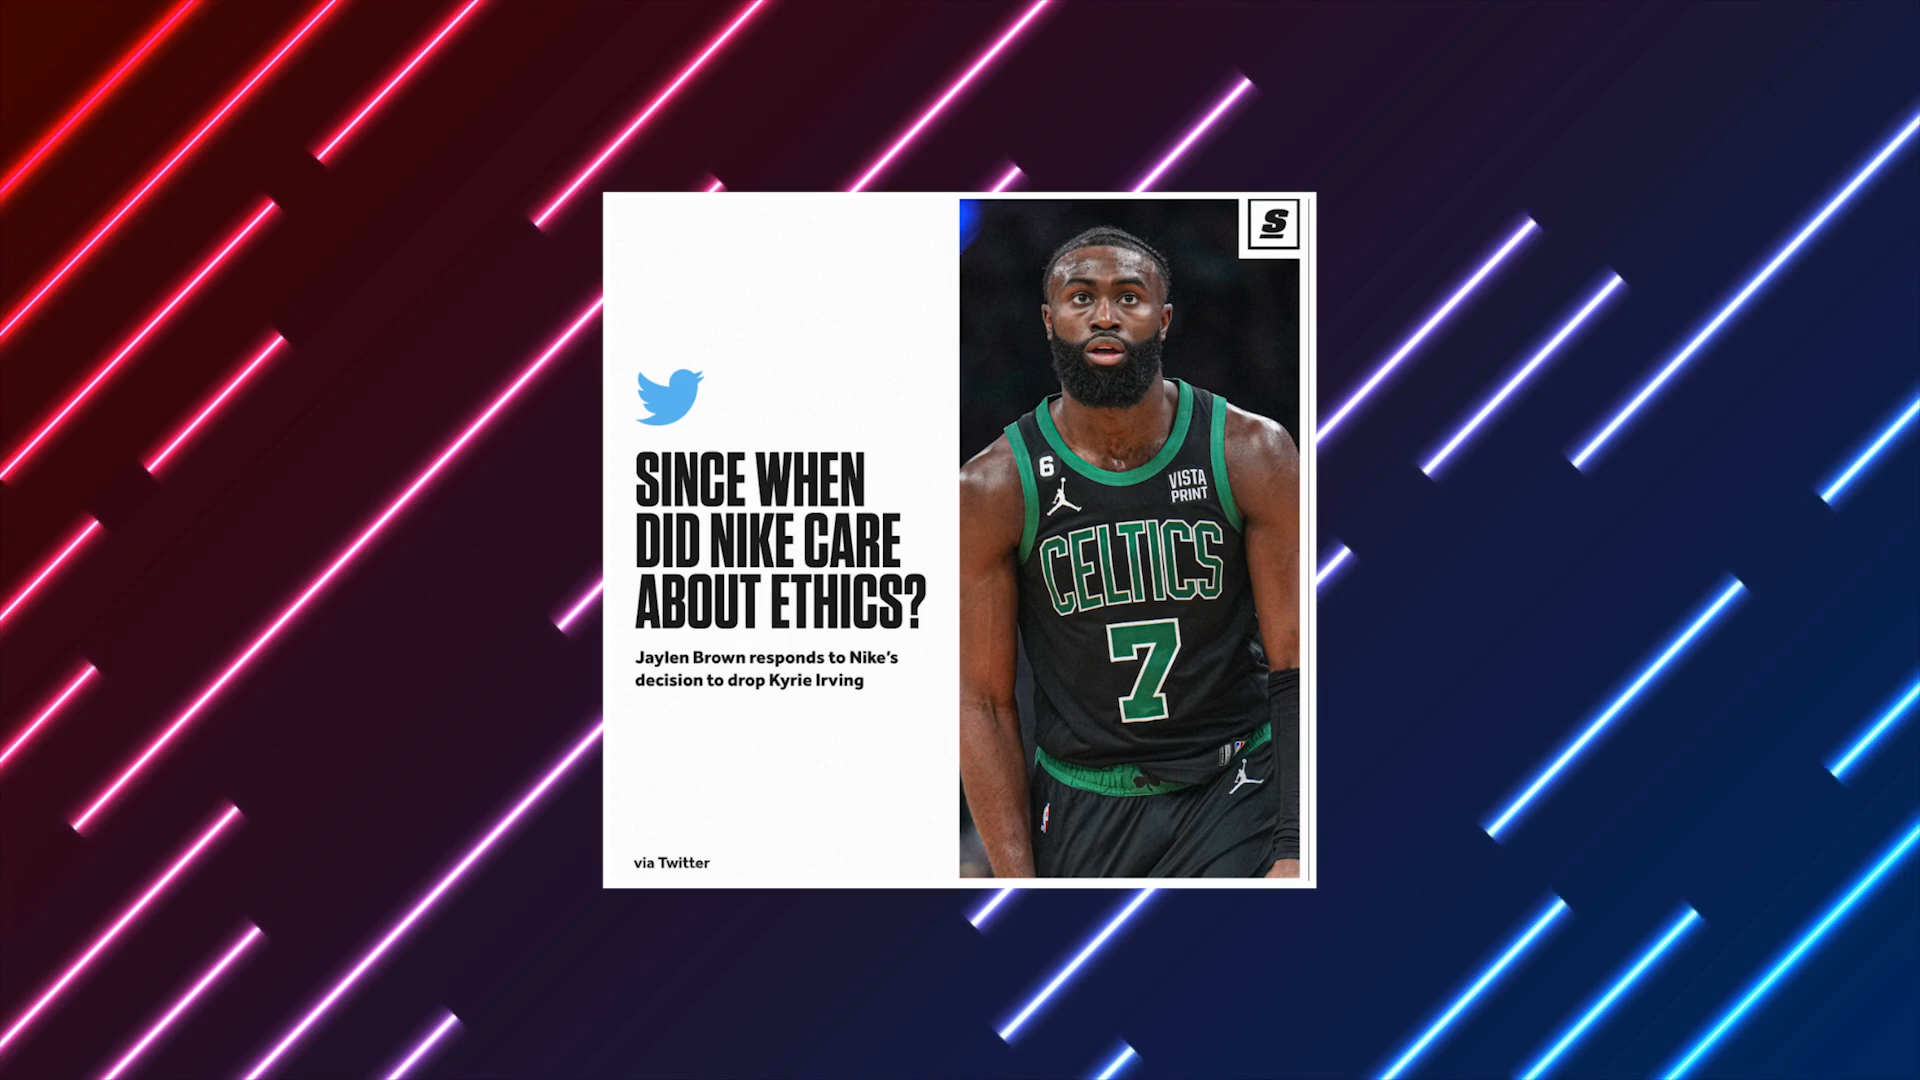 S
SINCE WHEN
DID NIKE CARE
ABOUT ETHICS?
Jaylen Brown responds to Nike's
decision to drop Kyrie Irving
via Twitter
6
VISTA
PRINT
CELTICS
7